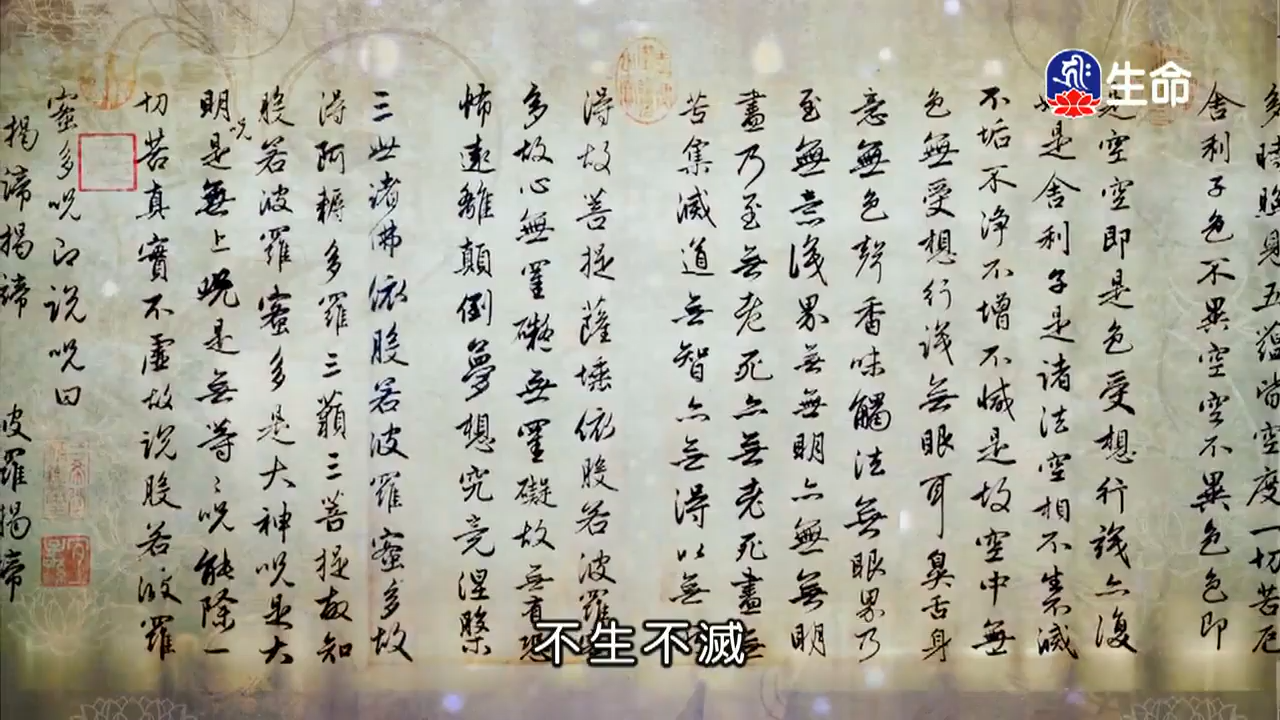 生命
多時照見五蘊皆空度一切苦厄
舍利子色不異空空不異色色即
是空空即是色受想行識亦復
是舍利子是諸法空相不生不滅
不垢不淨不增不減是故空中無
色無受想行識無眼耳鼻舌身
意無色聲香味觸法無眼界乃
至無意識界無無明亦無無明
盡乃至無老死亦無老死盡無
苦集滅道無智亦無得以無
得故菩提薩埵依般若波羅
多故心無罣礙無罣礙故無有恐
怖遠離顛倒夢想究竟涅槃
三世諸佛依般若波羅蜜多故
得阿耨多羅三藐三菩提故知
般若波羅蜜多是大神呪是大
明呪是無上呪是無等〻呪能除一
切苦真實不虛故說般若波羅
蜜多呪即說呪曰
揭諦揭諦 波羅揭諦
不生不滅